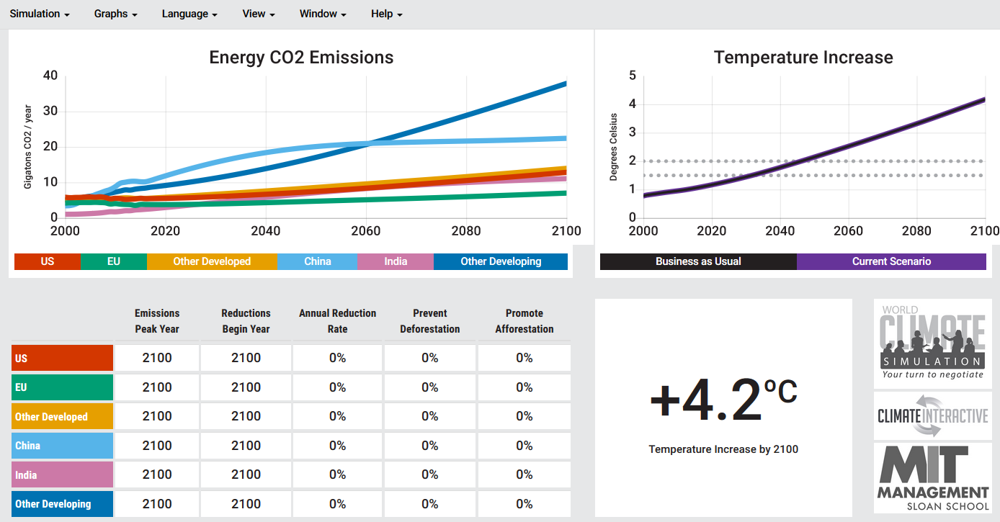 Simulation Graphs Language View Window Help
Energy CO2 Emissions
Gigatons CO2 / year
40
30
20
10
0
2000 2020 2040 2060 2080 2100
US EU Other Developed China India Other Developing
Temperature Increase
Degrees Celsius
5
4
3
2
1
0
2000 2020 2040 2060 2080 2100
Business as Usual Current Scenario
Emissions Reductions Annual Reduction Prevent Promote
Peak Year Begin Year Rate Deforestation Afforestation
US 2100 2100 0% 0% 0%
EU 2100 2100 0% 0% 0%
Other Developed 2100 2100 0% 0% 0%
China 2100 2100 0% 0% 0%
India 2100 2100 0% 0% 0%
Other Developing 2100 2100 0% 0% 0%
+4.2ºC
Temperature Increase by 2100
WORLD
CLIMATE
SIMULATION
Your turn to negotiate
CLIMATE INTERACTIVE
MIT
MANAGEMENT
SLOAN SCHOOL